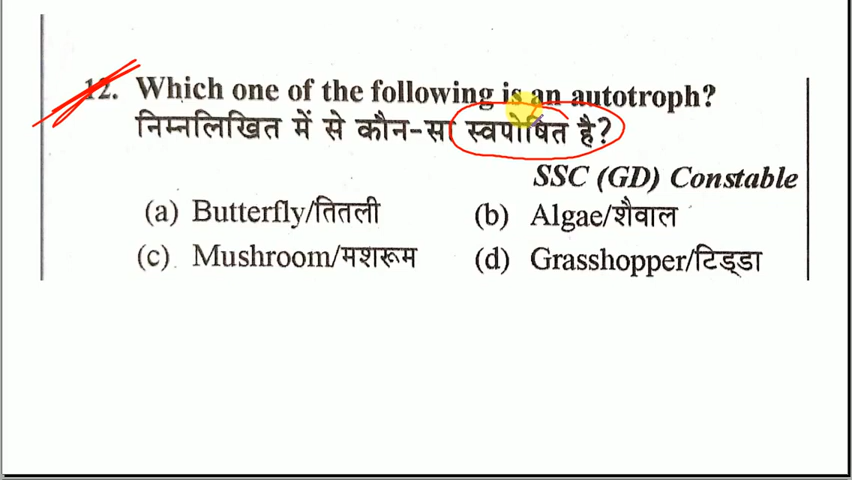 12. Which one of the following is an autotroph?
निम्नलिखित में से कौन-सा स्वपोषित है?
SSC (GD) Constable
(a) Butterfly/तितली (b) Algae/शैवाल
(c) Mushroom/मशरूम (d) Grasshopper/टिड्डा